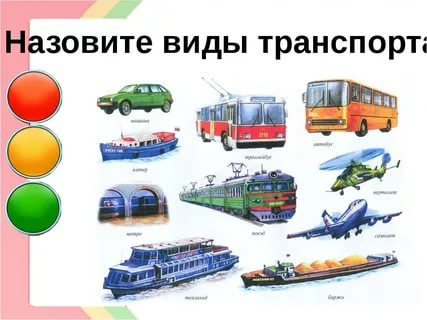 Назовите виды транспорта
машина
троллейбус
автобус
катер
вертолет
метро
поезд
самолет
теплоход
баржа